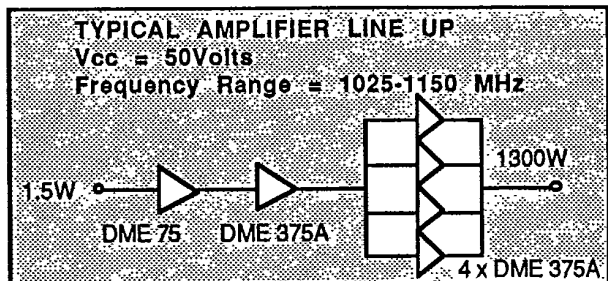 TYPICAL AMPLIFIER LINE UP
Vcc = 50Volts
Frequency Range = 1025-1150 MHz
1300W
1.5W
DME 75 DME 375A
4 x DME 375A